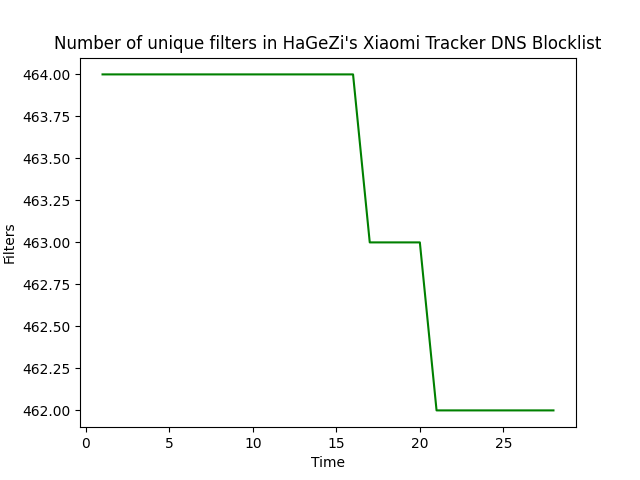 Number of unique filters in HaGeZi's Xiaomi Tracker DNS Blocklist
464.00
463.75
463.50
463.25
463.00
462.75
462.50
462.25
462.00
Filters
0 5 10 15 20 25
Time